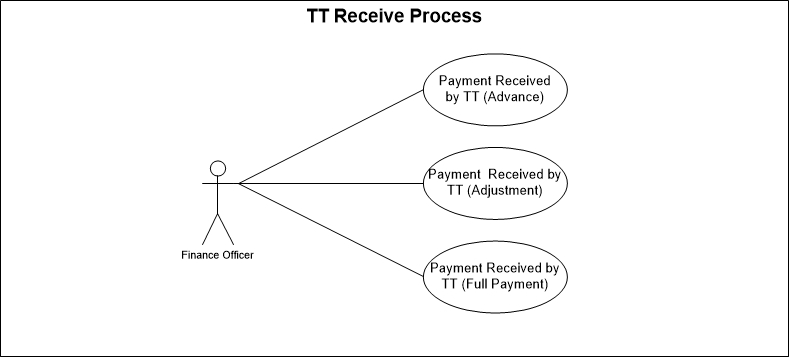 TT Receive Process
Payment Received
by TT (Advance)
Payment  Received by
TT (Adjustment)
Payment Received by
TT (Full Payment)
Finance Officer